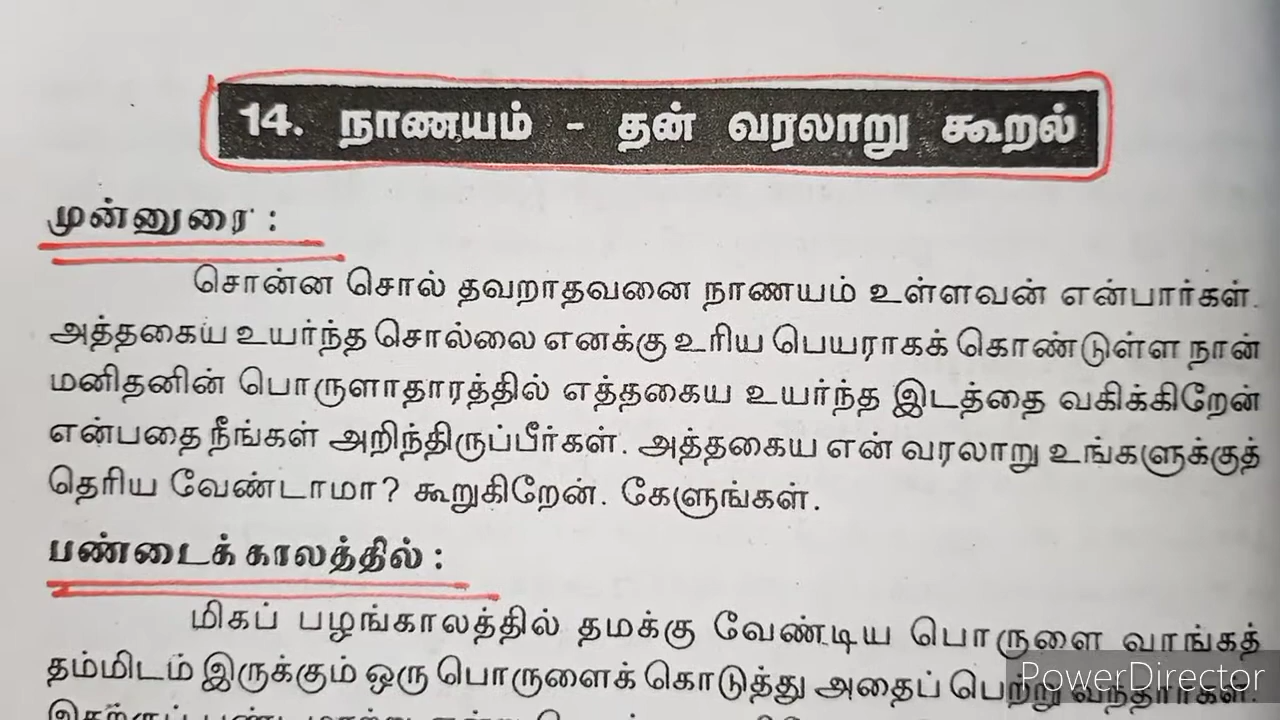 14. நாணயம் - தன் வரலாறு கூறல்
முன்னுரை :
சொன்ன சொல் தவறாதவனை நாணயம் உள்ளவன் என்பார்கள்.
அத்தகைய உயர்ந்த சொல்லை எனக்கு உரிய பெயராகக் கொண்டுள்ள நான்
மனிதனின் பொருளாதாரத்தில் எத்தகைய உயர்ந்த இடத்தை வகிக்கிறேன்
என்பதை நீங்கள் அறிந்திருப்பீர்கள். அத்தகைய என் வரலாறு உங்களுக்குத்
தெரிய வேண்டாமா? கூறுகிறேன். கேளுங்கள்.
பண்டைக் காலத்தில் :
மிகப் பழங்காலத்தில் தமக்கு வேண்டிய பொருளை வாங்கத்
தம்மிடம் இருக்கும் ஒரு பொருளைக் கொடுத்து அதைப் பெற்று வந்தார்கள்.
PowerDirector